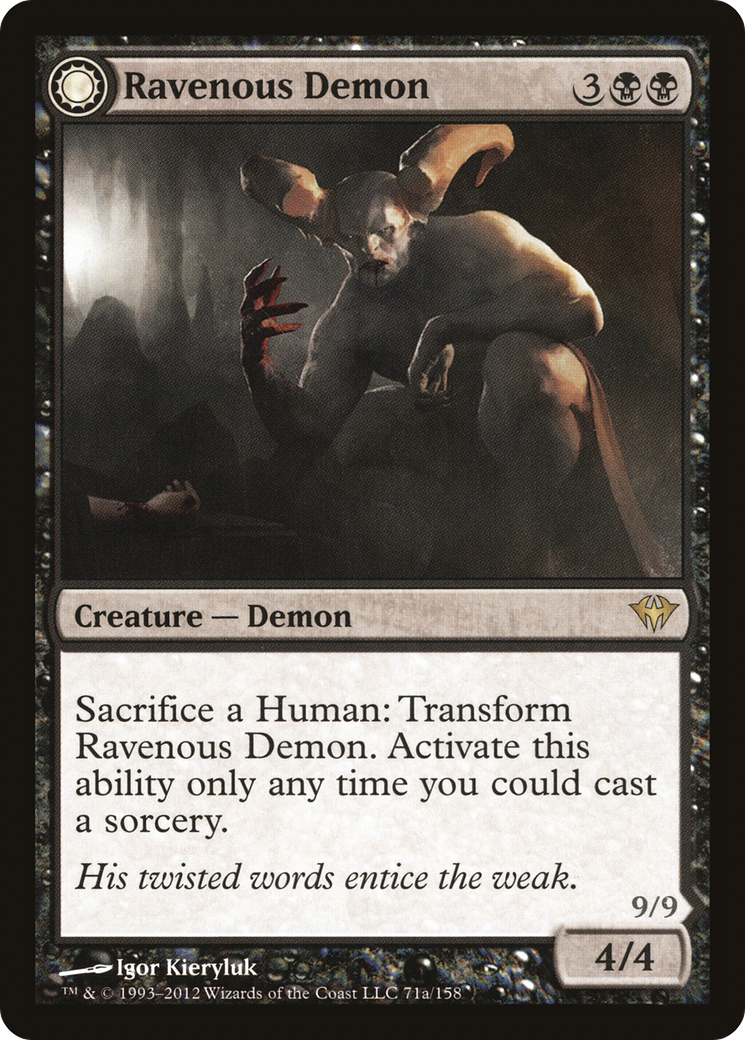 Ravenous Demon 3
Creature — Demon
Sacrifice a Human: Transform
Ravenous Demon. Activate this
ability only any time you could cast
a sorcery.
His twisted words entice the weak.
9/9
4/4
Igor Kieryluk
™ & © 1993–2012 Wizards of the Coast LLC 71a/158